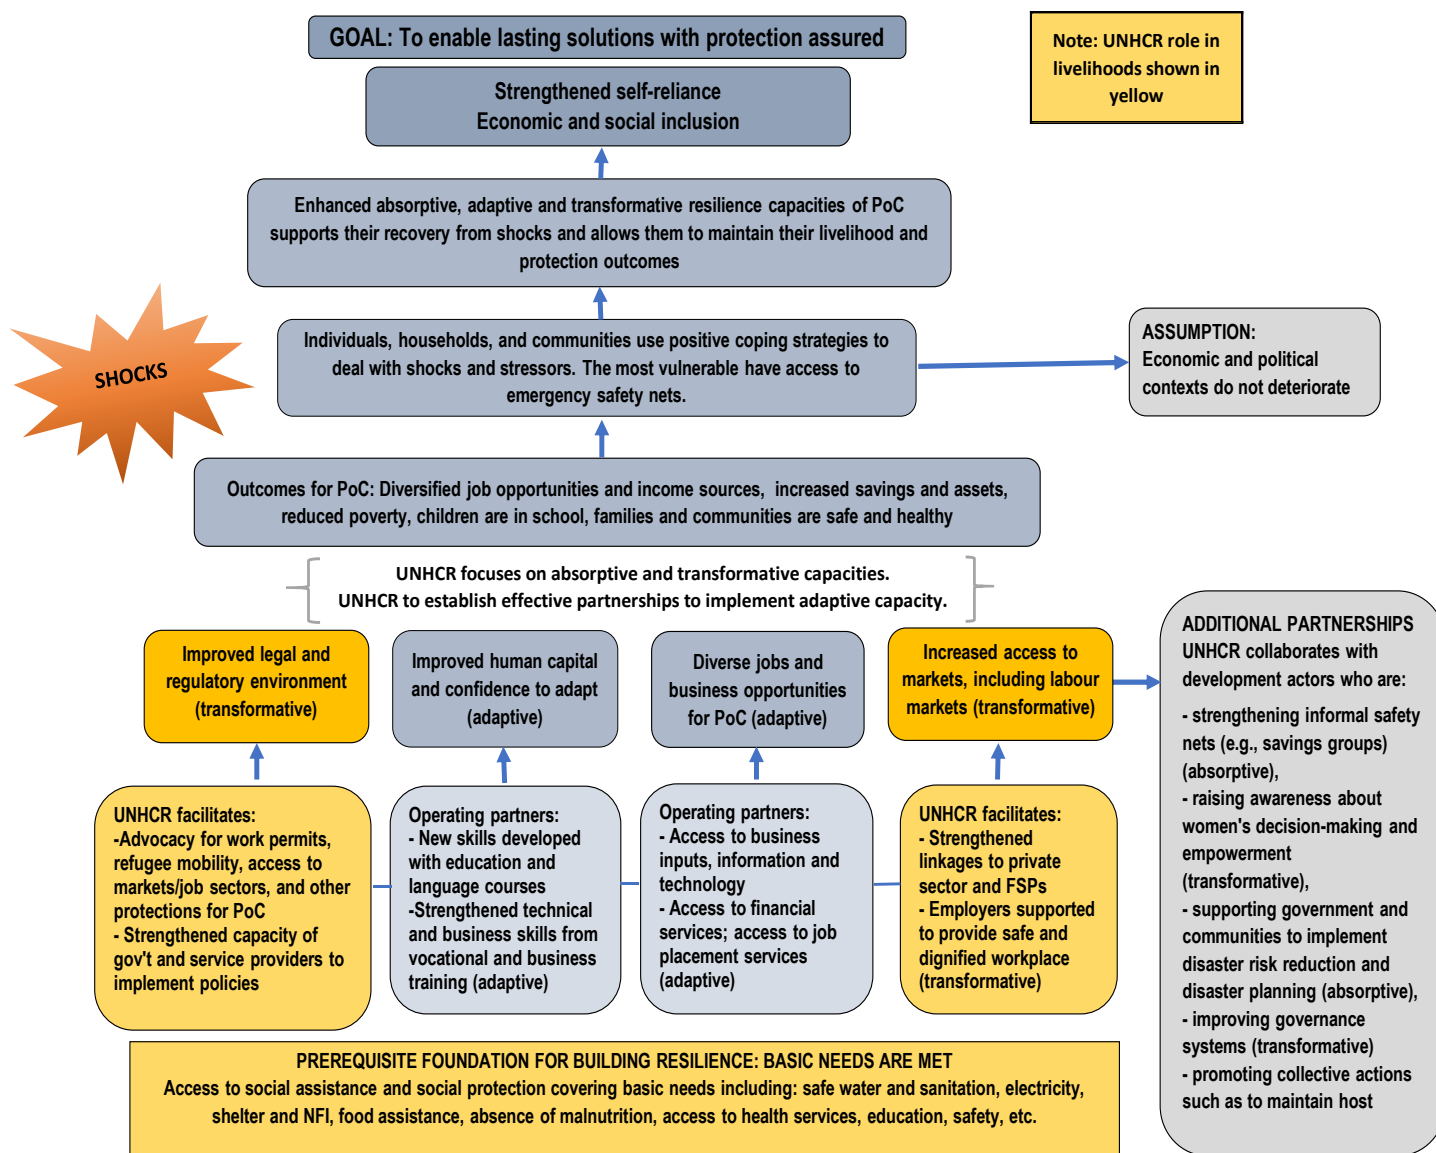 GOAL: To enable lasting solutions with protection assured
Note: UNHCR role in
livelihoods shown in
yellow
Strengthened self-reliance
Economic and social inclusion
Enhanced absorptive, adaptive and transformative resilience capacities of PoC
supports their recovery from shocks and allows them to maintain their livelihood and
protection outcomes
SHOCKS
Individuals, households, and communities use positive coping strategies to
deal with shocks and stressors. The most vulnerable have access to
emergency safety nets.
ASSUMPTION:
Economic and political
contexts do not deteriorate
Outcomes for PoC: Diversified job opportunities and income sources, increased savings and assets,
reduced poverty, children are in school, families and communities are safe and healthy
UNHCR focuses on absorptive and transformative capacities.
UNHCR to establish effective partnerships to implement adaptive capacity.
Improved legal and
regulatory environment
(transformative)
Improved human capital
and confidence to adapt
(adaptive)
Diverse jobs and
business opportunities
for PoC (adaptive)
Increased access to
markets, including labour
markets (transformative)
UNHCR facilitates:
-Advocacy for work permits,
refugee mobility, access to
markets/job sectors, and other
protections for PoC
- Strengthened capacity of
gov't and service providers to
implement policies
Operating partners:
- New skills developed
with education and
language courses
-Strengthened technical
and business skills from
vocational and business
training (adaptive)
Operating partners:
- Access to business
inputs, information and
technology
- Access to financial
services; access to job
placement services
(adaptive)
UNHCR facilitates:
- Strengthened
linkages to private
sector and FSPs
- Employers supported
to provide safe and
dignified workplace
(transformative)
ADDITIONAL PARTNERSHIPS
UNHCR collaborates with
development actors who are:
- strengthening informal safety
nets (e.g., savings groups)
(absorptive),
- raising awareness about
women's decision-making and
empowerment
(transformative),
- supporting government and
communities to implement
disaster risk reduction and
disaster planning (absorptive),
- improving governance
systems (transformative)
- promoting collective actions
such as to maintain host
PREREQUISITE FOUNDATION FOR BUILDING RESILIENCE: BASIC NEEDS ARE MET
Access to social assistance and social protection covering basic needs including: safe water and sanitation, electricity,
shelter and NFI, food assistance, absence of malnutrition, access to health services, education, safety, etc.